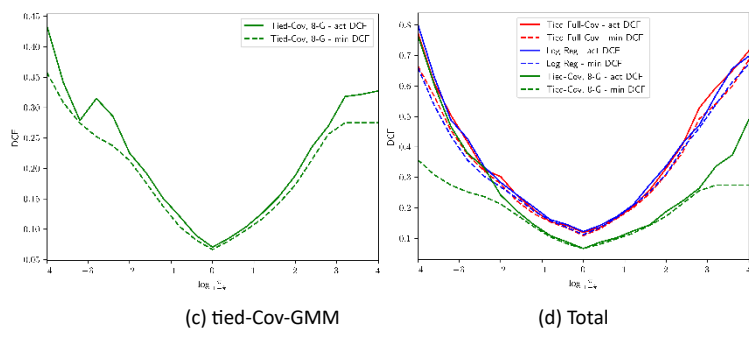 0.45
0.40
0.35
0.30
0.25
0.20
0.15
0.10
0.05
DCF
Tied-Cov, 8-G - act DCF
Tied-Cov, 8-G - min DCF
-4 -3 -2 -1 0 1 2 3 4
log
(c) tied-Cov-GMM
0.8
0.7
0.6
0.5
0.4
0.3
0.2
0.1
DCF
Tied Full-Cov - act DCF
Tied Full-Cov - min DCF
Log Reg - act DCF
Log Reg - min DCF
Tied-Cov, 8-G - act DCF
Tied-Cov, 8-G - min DCF
-4 -3 -2 -1 0 1 2 3 4
log
(d) Total